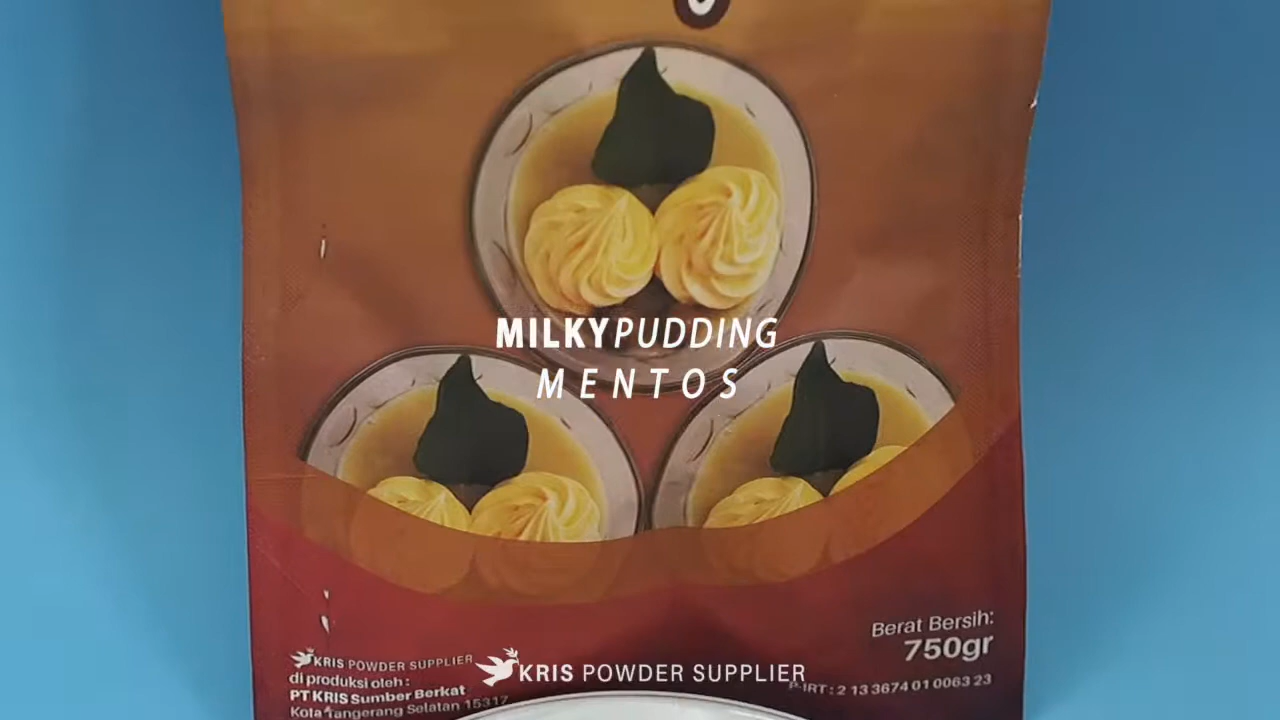 MILKYPUDDING
MENTOS
Berat Bersih:
750gr
P-IRT : 2 13 3674 01 0063 23
KRIS POWDER SUPPLIER
di produksi oleh :
PT KRIS Sumber Berkat
Kota Tangerang Selatan 15317
KRIS POWDER SUPPLIER